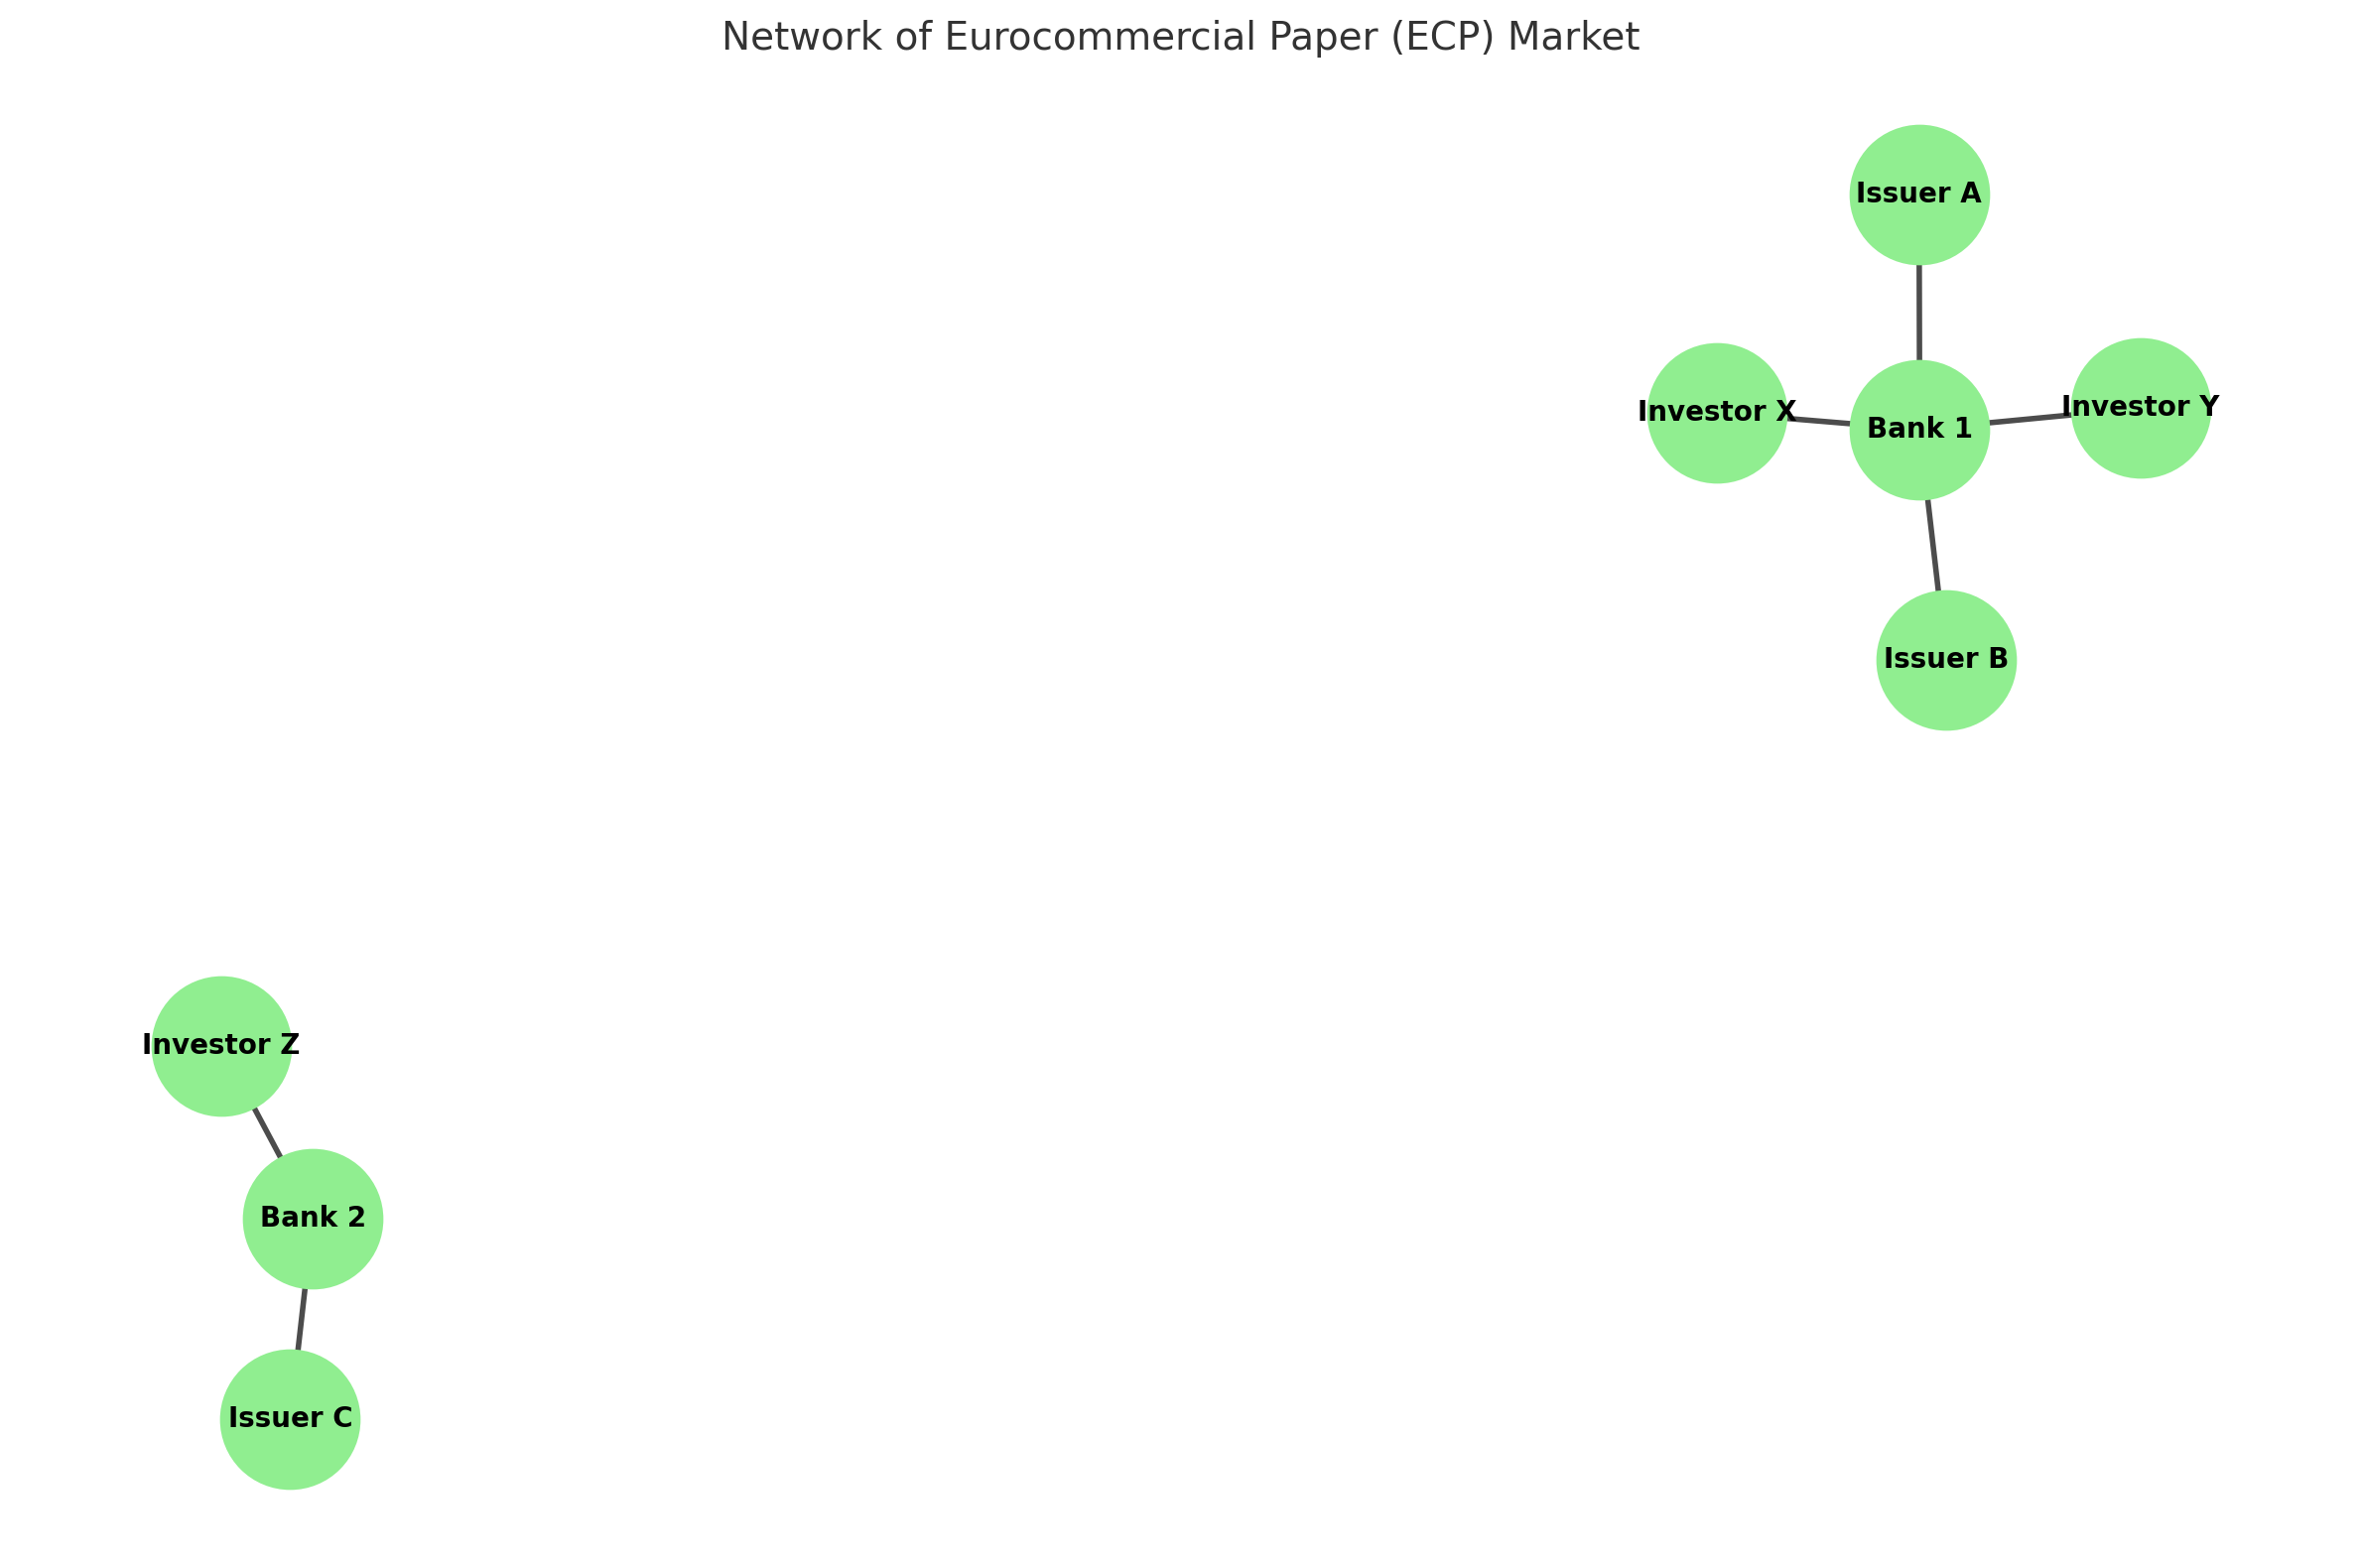 Network of Eurocommercial Paper (ECP) Market
Issuer A
Investor X
Bank 1
Investor Y
Issuer B
Investor Z
Bank 2
Issuer C